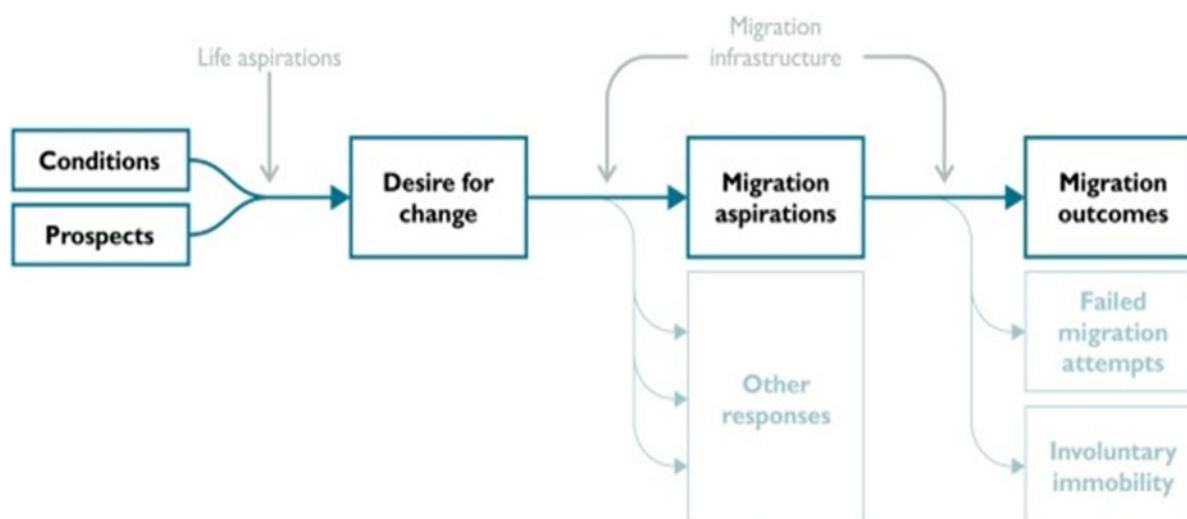 Life aspirations
Migration
infrastructure
Conditions
Prospects
Desire for
change
Migration
aspirations
Migration
outcomes
Other
responses
Failed
migration
attempts
Involuntary
immobility